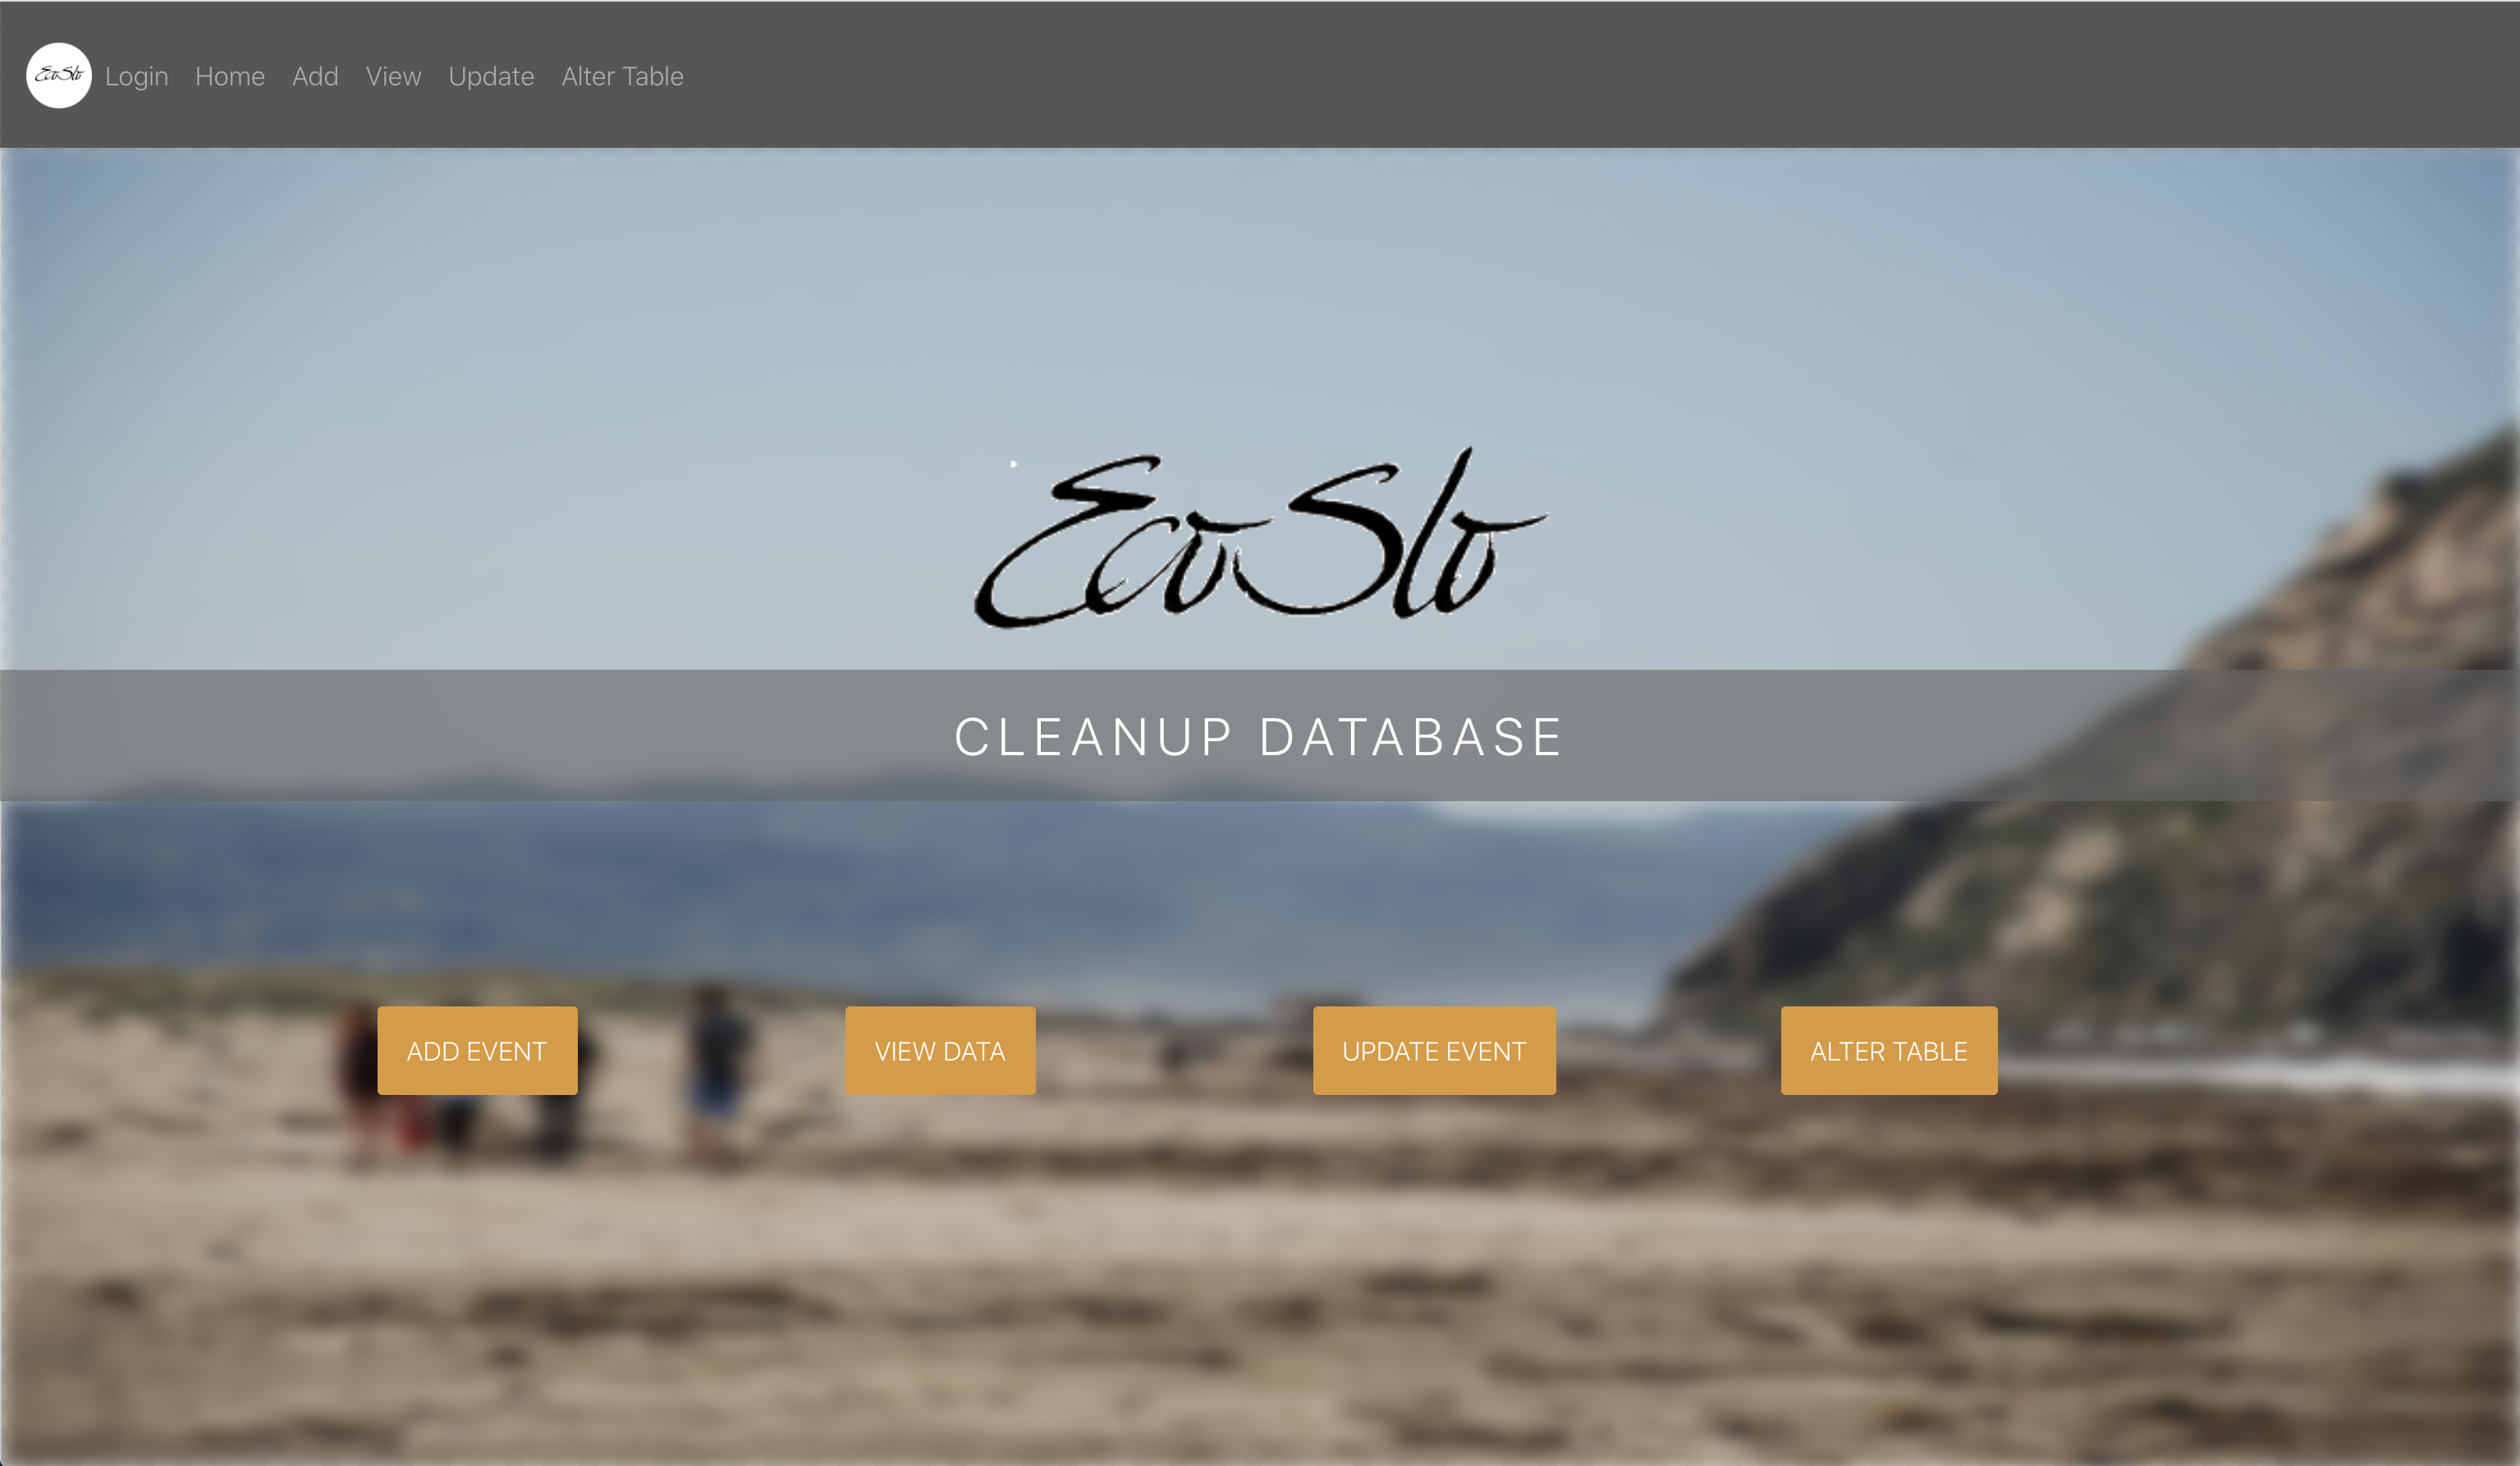 EcoSlo Login Home Add View Update Alter Table
EcoSlo
CLEANUP DATABASE
ADD EVENT VIEW DATA UPDATE EVENT ALTER TABLE